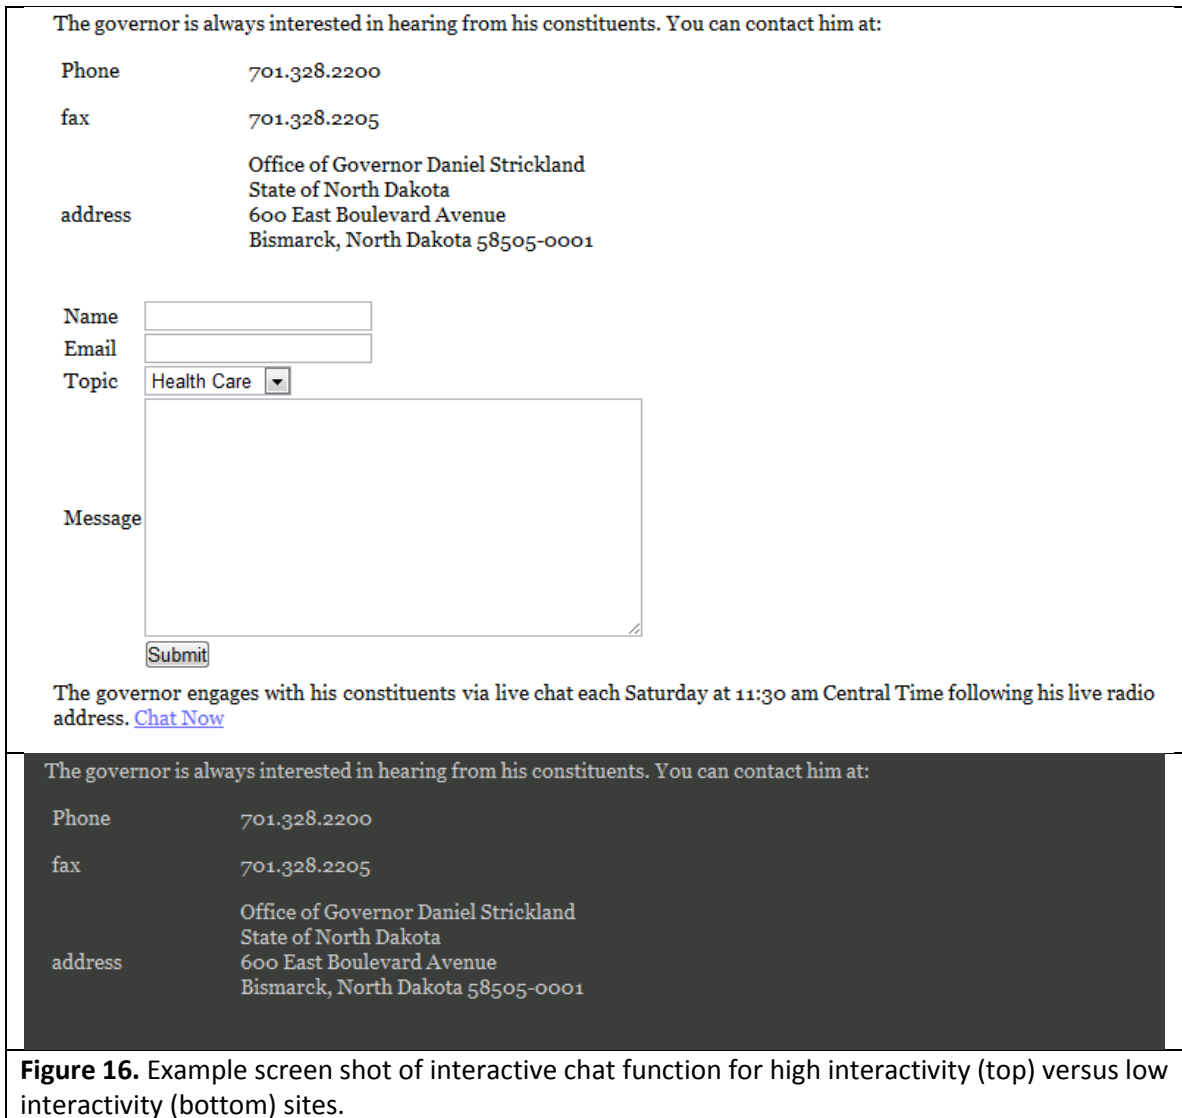 The governor is always interested in hearing from his constituents. You can contact him at:
Phone 701.328.2200
fax 701.328.2205
Office of Governor Daniel Strickland
State of North Dakota
address 600 East Boulevard Avenue
Bismarck, North Dakota 58505-0001
Name
Email
Topic Health Care
Message
Submit
The governor engages with his constituents via live chat each Saturday at 11:30 am Central Time following his live radio
address. Chat Now
The governor is always interested in hearing from his constituents. You can contact him at:
Phone 701.328.2200
fax 701.328.2205
Office of Governor Daniel Strickland
State of North Dakota
address 600 East Boulevard Avenue
Bismarck, North Dakota 58505-0001
Figure 16. Example screen shot of interactive chat function for high interactivity (top) versus low
interactivity (bottom) sites.